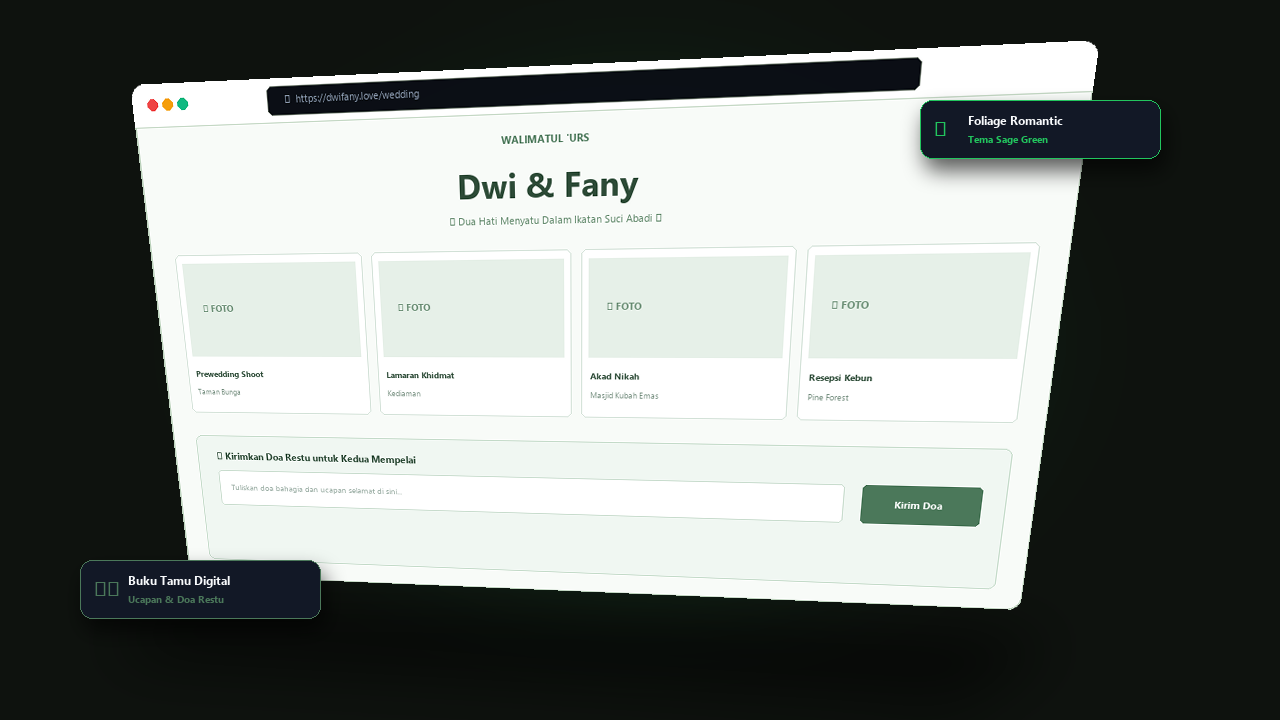 https://dwifany.love/wedding
WALIMATUL 'URS
Foliage Romantic
Tema Sage Green
Dwi & Fany
Dua Hati Menyatu Dalam Ikatan Suci Abadi
FOTO
FOTO
FOTO
FOTO
Prewedding Shoot
Taman Bunga
Lamaran Khidmat
Kediaman
Akad Nikah
Masjid Kubah Emas
Resepsi Kebun
Pine Forest
Kirimkan Doa Restu untuk Kedua Mempelai
Tuliskan doa bahagia dan ucapan selamat di sini...
Kirim Doa
Buku Tamu Digital
Ucapan & Doa Restu